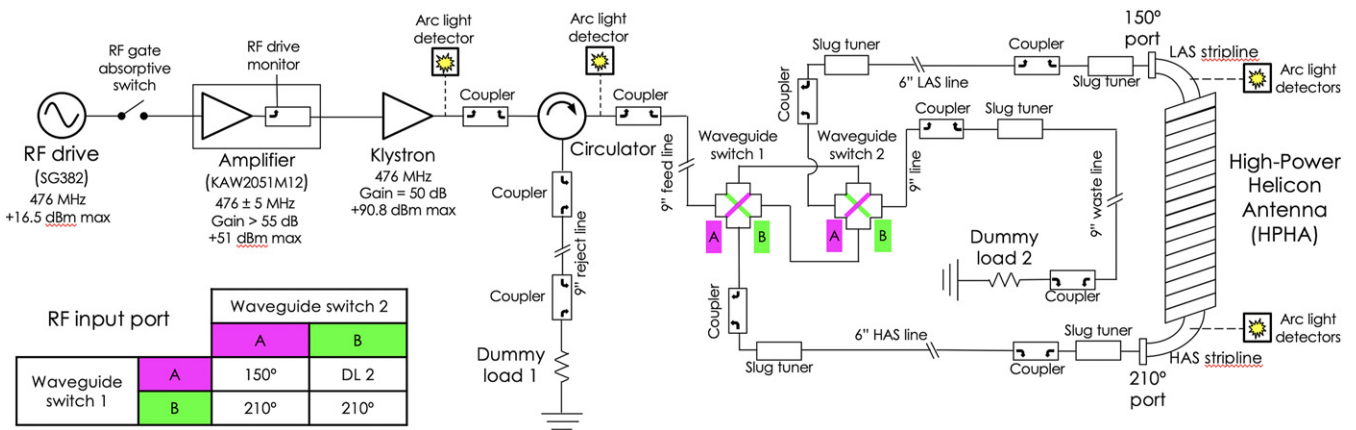 RF gate
absorptive
switch
RF drive
monitor
Arc light
detector
Arc light
detector
RF drive
(SG382)
476 MHz
+16.5 dBm max
Amplifier
(KAW2051M12)
476 ± 5 MHz
Gain > 55 dB
+51 dBm max
Klystron
476 MHz
Gain = 50 dB
+90.8 dBm max
Coupler
Circulator
Coupler
Coupler
9" reject line
Coupler
Dummy
load 1
9" feed line
Waveguide
switch 1
A
B
Waveguide
switch 2
A
B
Coupler
Slug tuner
6" LAS line
Coupler
Slug tuner
150º
port
LAS stripline
Arc light
detectors
9" line
Coupler
Slug tuner
9" waste line
Dummy
load 2
Coupler
High-Power
Helicon
Antenna
(HPHA)
Coupler
Slug tuner
6" HAS line
Coupler
Slug tuner
HAS stripline
210º
port
Arc light
detectors
RF input port
Waveguide switch 2
A
B
Waveguide
switch 1
A
150º
DL 2
B
210º
210º